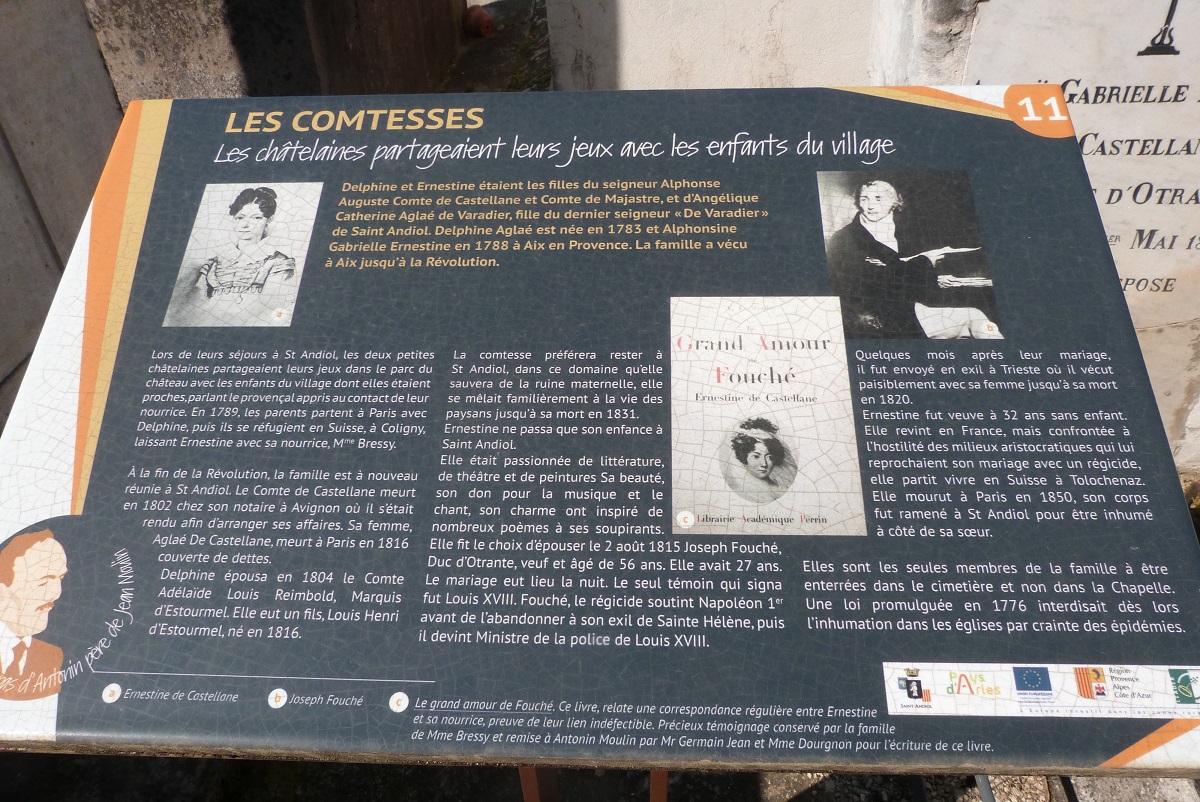 11
LES COMTESSES
Les châtelaines partageaient leurs jeux avec les enfants du village
Delphine et Ernestine étaient les filles du seigneur Alphonse
Auguste Comte de Castellane et Comte de Majastre, et d'Angélique
Catherine Aglaé de Varadier, fille du dernier seigneur « De Varadier »
de Saint Andiol. Delphine Aglaé est née en 1783 et Alphonsine
Gabrielle Ernestine en 1788 à Aix en Provence. La famille a vécu
à Aix jusqu'à la Révolution.
a
b
Lors de leurs séjours à St Andiol, les deux petites
châtelaines partageaient leurs jeux dans le parc du
château avec les enfants du village dont elles étaient
proches, parlant le provençal appris au contact de leur
nourrice. En 1789, les parents partent à Paris avec
Delphine, puis ils se réfugient en Suisse, à Coligny,
laissant Ernestine avec sa nourrice, Mme Bressy.
À la fin de la Révolution, la famille est à nouveau
réunie à St Andiol. Le Comte de Castellane meurt
en 1802 chez son notaire à Avignon où il s'était
rendu afin d'arranger ses affaires. Sa femme,
Aglaé De Castellane, meurt à Paris en 1816
couverte de dettes.
Delphine épousa en 1804 le Comte
Adélaïde Louis Reimbold, Marquis
d'Estourmel. Elle eut un fils, Louis Henri
d'Estourmel, né en 1816.
La comtesse préférera rester à
St Andiol, dans ce domaine qu'elle
sauvera de la ruine maternelle, elle
se mêlait familièrement à la vie des
paysans jusqu'à sa mort en 1831.
Ernestine ne passa que son enfance à
Saint Andiol.
Elle était passionnée de littérature,
de théâtre et de peintures Sa beauté,
son don pour la musique et le
chant, son charme ont inspiré de
nombreux poèmes à ses soupirants.
Elle fit le choix d'épouser le 2 août 1815 Joseph Fouché,
Duc d'Otrante, veuf et âgé de 56 ans. Elle avait 27 ans.
Le mariage eut lieu la nuit. Le seul témoin qui signa
fut Louis XVIII. Fouché, le régicide soutint Napoléon 1er
avant de l'abandonner à son exil de Sainte Hélène, puis
il devint Ministre de la police de Louis XVIII.
Grand Amour
Fouché
Ernestine de Castellane
c
Librairie Académique Perrin
Quelques mois après leur mariage,
il fut envoyé en exil à Trieste où il vécut
paisiblement avec sa femme jusqu'à sa mort
en 1820.
Ernestine fut veuve à 32 ans sans enfant.
Elle revint en France, mais confrontée à
l'hostilité des milieux aristocratiques qui lui
reprochaient son mariage avec un régicide,
elle partit vivre en Suisse à Tolochenaz.
Elle mourut à Paris en 1850, son corps
fut ramené à St Andiol pour être inhumé
à côté de sa sœur.
Elles sont les seules membres de la famille à être
enterrées dans le cimetière et non dans la Chapelle.
Une loi promulguée en 1776 interdisait dès lors
l'inhumation dans les églises par crainte des épidémies.
pas d'Antonin père de Jean Moulin
a Ernestine de Castellane
b Joseph Fouché
c Le grand amour de Fouché. Ce livre, relate une correspondance régulière entre Ernestine
et sa nourrice, preuve de leur lien indéfectible. Précieux témoignage conservé par la famille
de Mme Bressy et remise à Antonin Moulin par Mr Germain Jean et Mme Dourgnon pour l'écriture de ce livre.
SAINT-ANDIOL
Pays d'Arles
UNION EUROPÉENNE
Région
Provence
Alpes
Côte d'Azur
GABRIELLE
CASTELLAN
D'OTRA
ER MAI 1
POSE